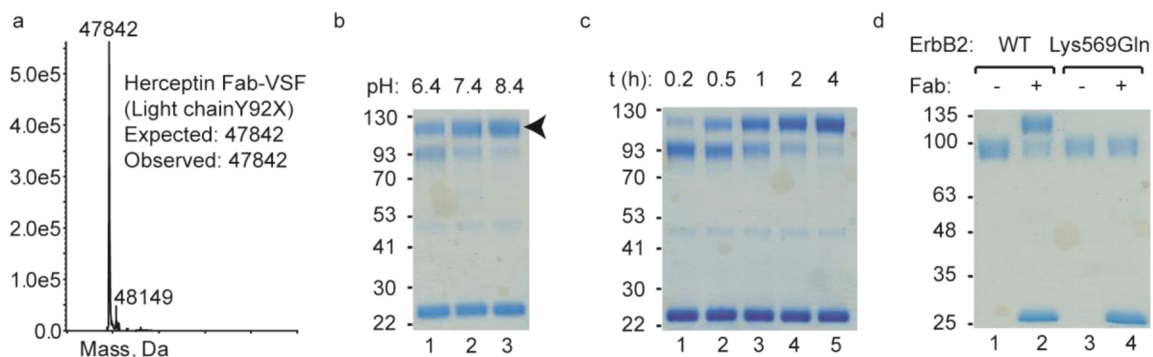 a
47842
5.0e5
4.0e5
3.0e5
2.0e5
1.0e5
0.0
Herceptin Fab-VSF
(Light chainY92X)
Expected: 47842
Observed: 47842
48149
Mass, Da
b
pH: 6.4 7.4 8.4
130
93
70
53
41
30
22
1 2 3
c
t (h): 0.2 0.5 1 2 4
130
93
70
53
41
30
22
1 2 3 4 5
d
ErbB2: WT Lys569Gln
Fab: - + - +
135
100
63
48
35
25
1 2 3 4